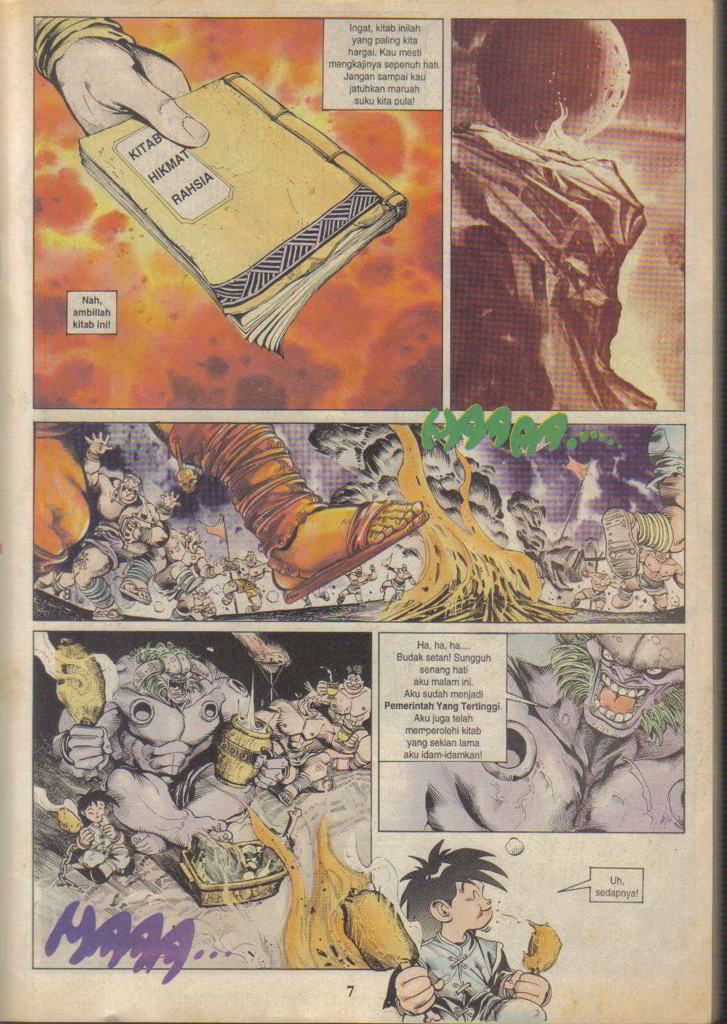 Ingat, kitab inilah
yang paling kita
hargai. Kau mesti
mengkajinya sepenuh hati.
Jangan sampai kau
jatuhkan maruah
suku kita pula!
KITAB
HIKMAT
RAHSIA
Nah,
ambillah
kitab ini!
HAAAA....
Ha, ha, ha....
Budak setan! Sungguh
senang hati
aku malam ini.
Aku sudah menjadi
Pemerintah Yang Tertinggi.
Aku juga telah
memperolehi kitab
yang sekian lama
aku idam-idamkan!
Uh,
sedapnya!
HAAA...
7